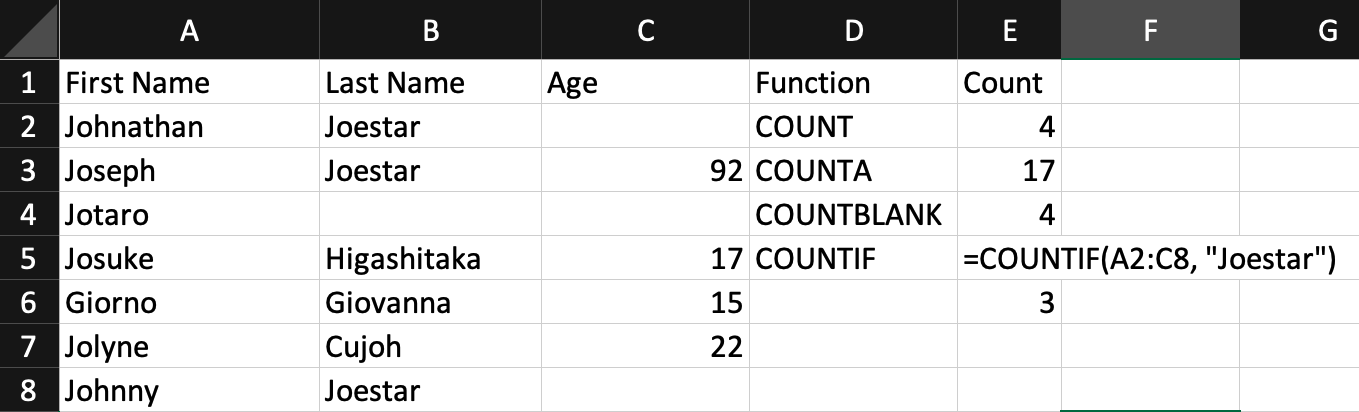 A B C D E F G
1 First Name Last Name Age Function Count
2 Johnathan Joestar COUNT 4
3 Joseph Joestar 92 COUNTA 17
4 Jotaro COUNTBLANK 4
5 Josuke Higashitaka 17 COUNTIF =COUNTIF(A2:C8, "Joestar")
6 Giorno Giovanna 15 3
7 Jolyne Cujoh 22
8 Johnny Joestar